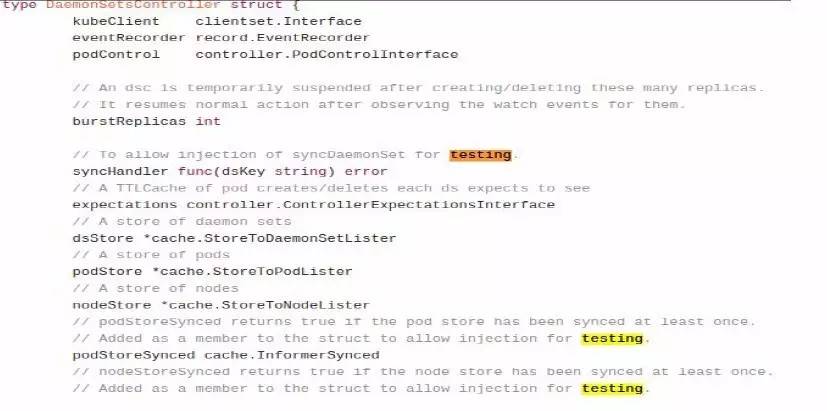 type DaemonSetsController struct {
kubeClient clientset.Interface
eventRecorder record.EventRecorder
podControl controller.PodControlInterface
// An dsc is temporarily suspended after creating/deleting these many replicas.
// It resumes normal action after observing the watch events for them.
burstReplicas int
// To allow injection of syncDaemonSet for testing.
syncHandler func(dsKey string) error
// A TTLCache of pod creates/deletes each ds expects to see
expectations controller.ControllerExpectationsInterface
// A store of daemon sets
dsStore *cache.StoreToDaemonSetLister
// A store of pods
podStore *cache.StoreToPodLister
// A store of nodes
nodeStore *cache.StoreToNodeLister
// podStoreSynced returns true if the pod store has been synced at least once.
// Added as a member to the struct to allow injection for testing.
podStoreSynced cache.InformerSynced
// nodeStoreSynced returns true if the node store has been synced at least once.
// Added as a member to the struct to allow injection for testing.